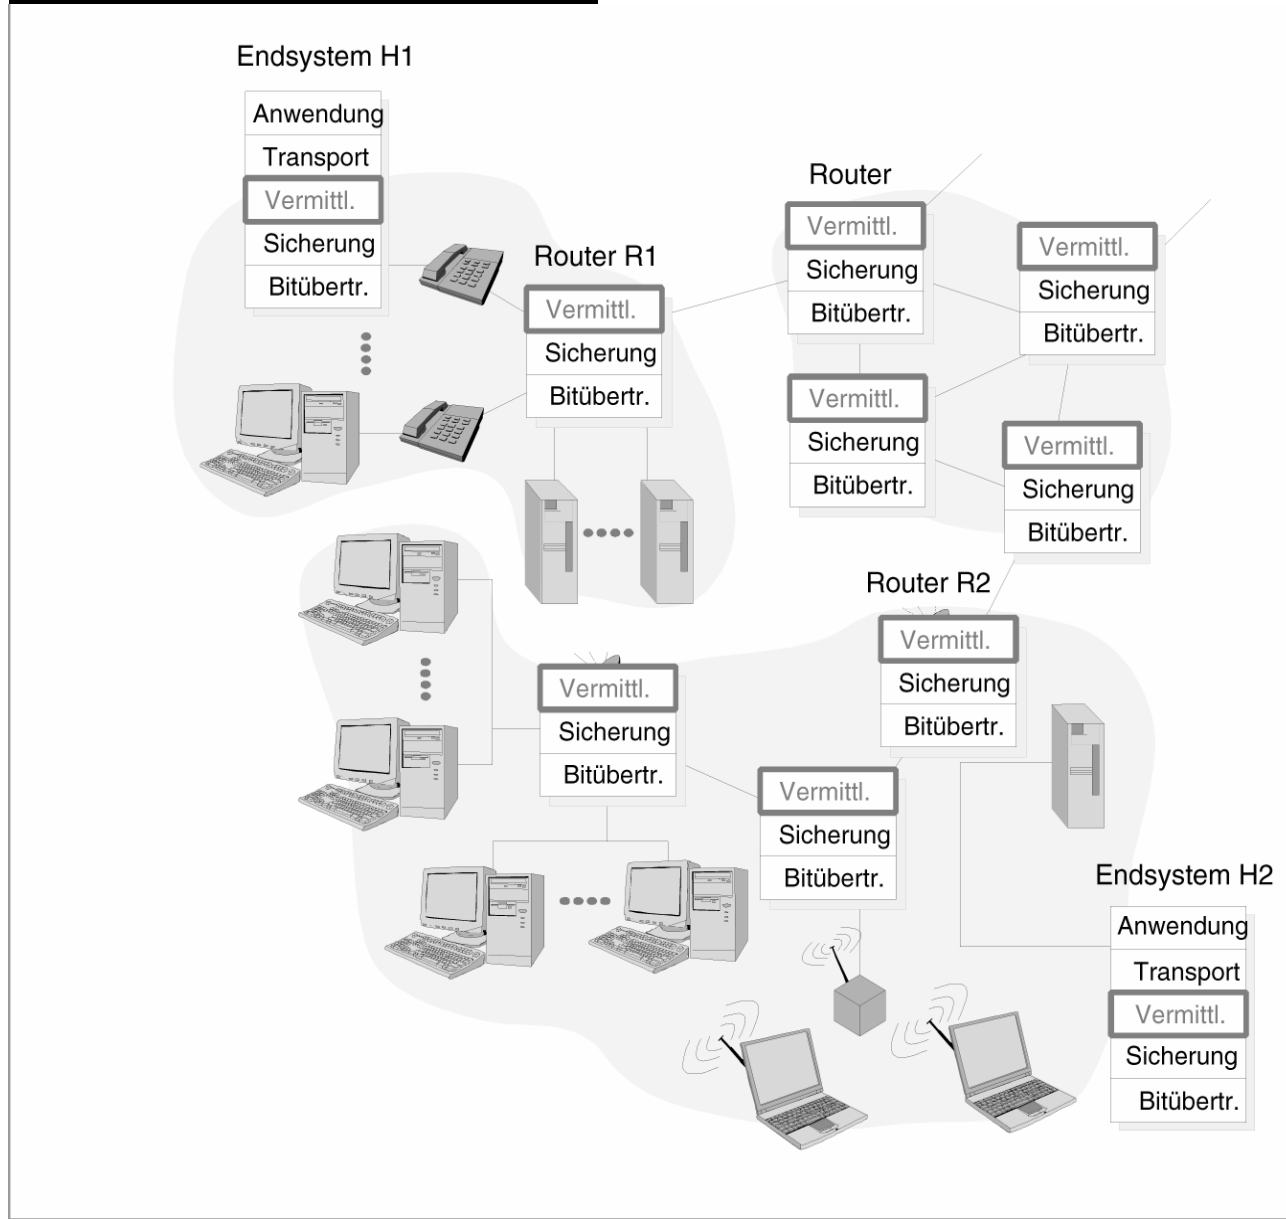 Endsystem H1
Anwendung
Transport
Vermittl.
Sicherung
Bitübertr.
Router R1
Vermittl.
Sicherung
Bitübertr.
Router
Vermittl.
Sicherung
Bitübertr.
Vermittl.
Sicherung
Bitübertr.
Vermittl.
Sicherung
Bitübertr.
Vermittl.
Sicherung
Bitübertr.
Router R2
Vermittl.
Sicherung
Bitübertr.
Vermittl.
Sicherung
Bitübertr.
Vermittl.
Sicherung
Bitübertr.
Endsystem H2
Anwendung
Transport
Vermittl.
Sicherung
Bitübertr.